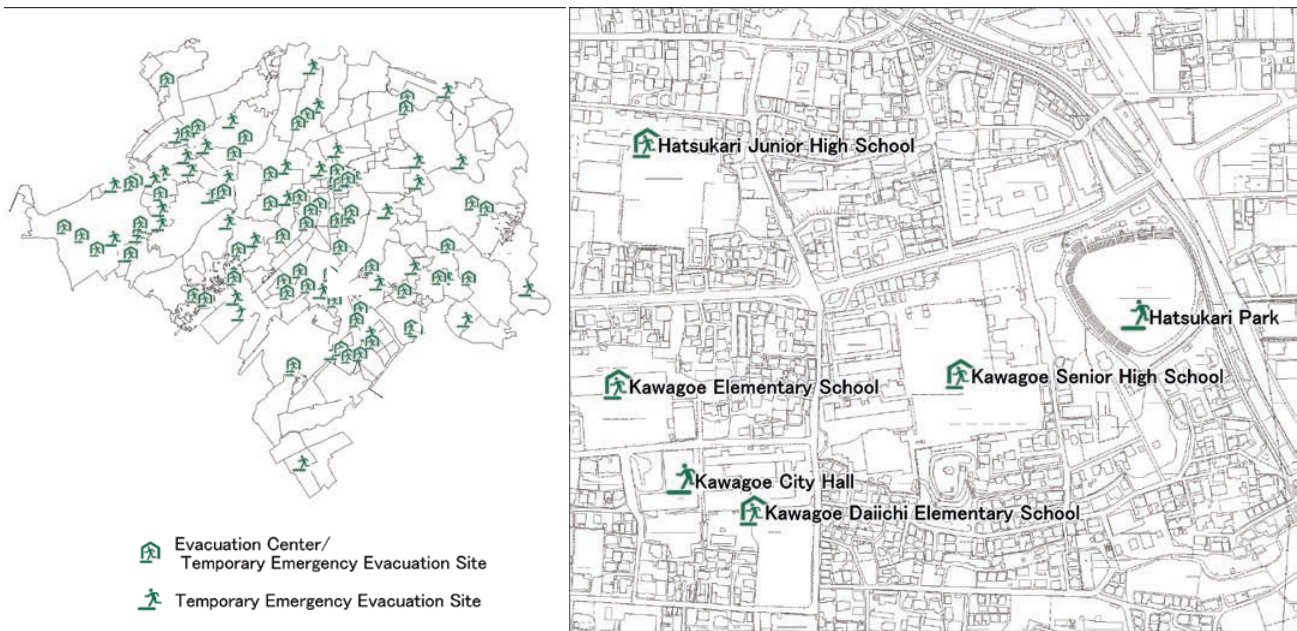 Evacuation Center/
Temporary Emergency Evacuation Site
Temporary Emergency Evacuation Site
Hatsukari Junior High School
Hatsukari Park
Kawagoe Senior High School
Kawagoe Elementary School
Kawagoe City Hall
Kawagoe Daiichi Elementary School